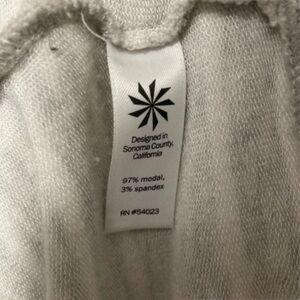 Designed in
Sonoma County,
California
97% modal,
3% spandex
RN #54023